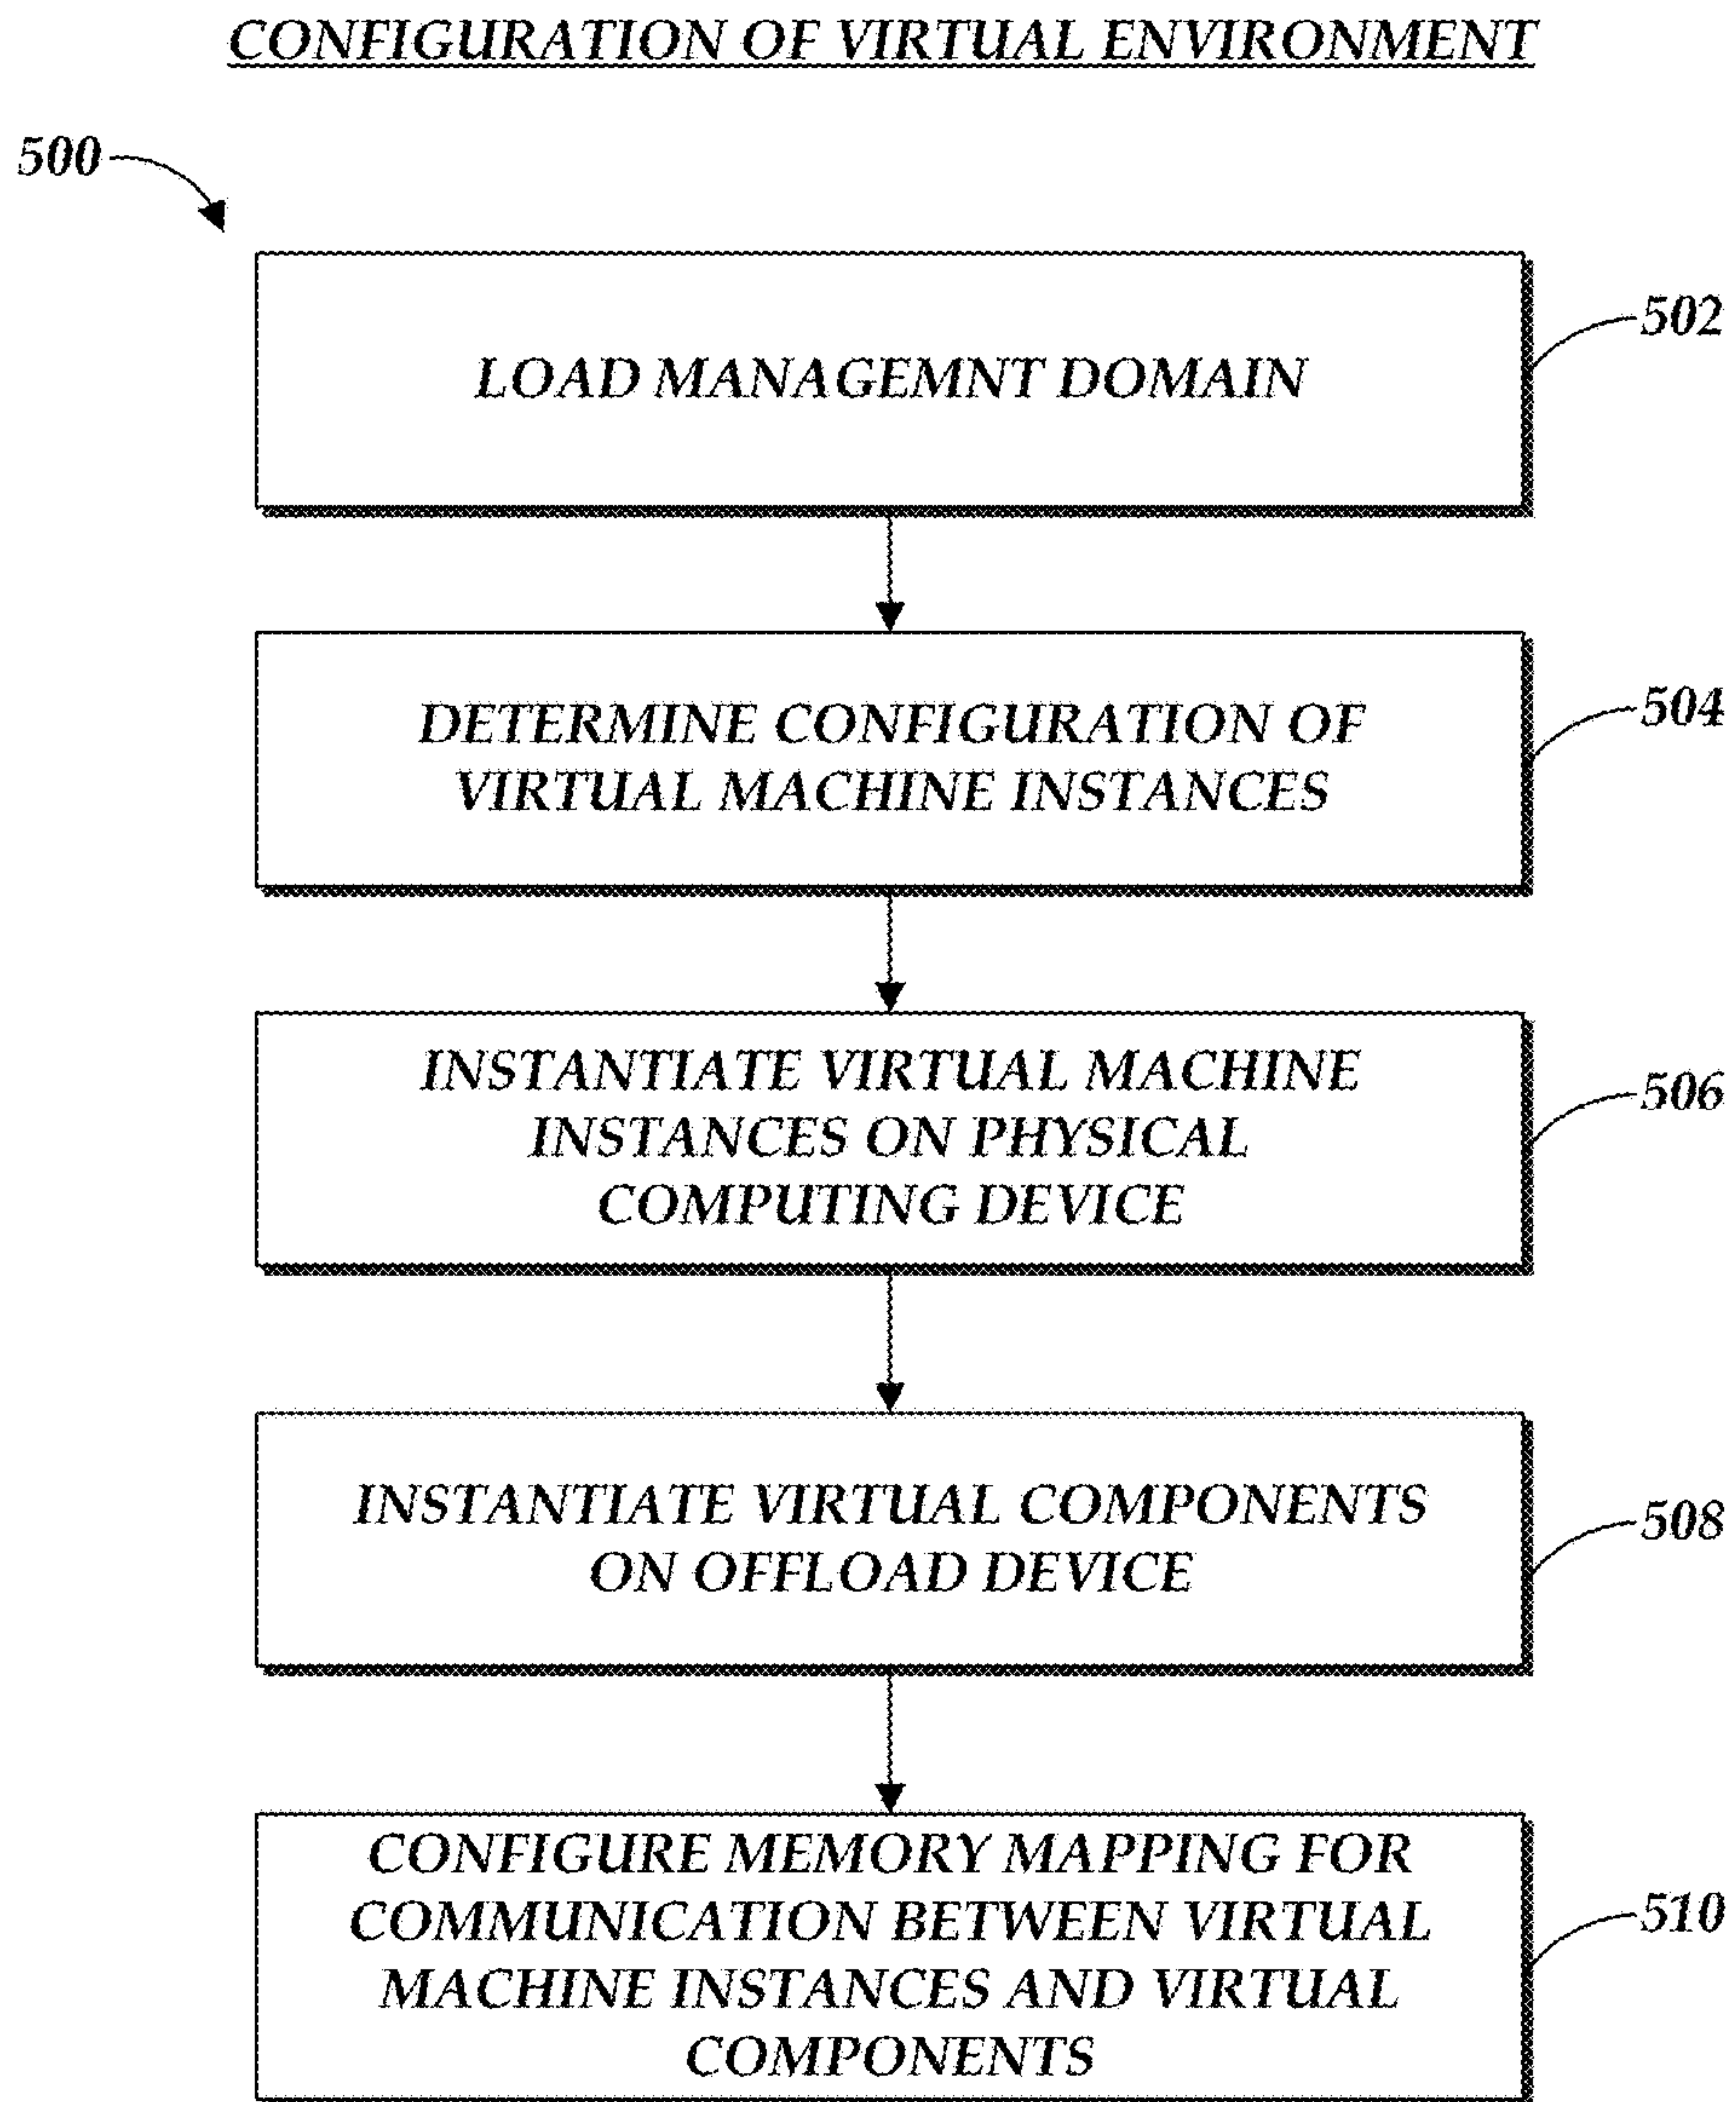 CONFIGURATION OF VIRTUAL ENVIRONMENT
500
LOAD MANAGEMNT DOMAIN
502
DETERMINE CONFIGURATION OF
VIRTUAL MACHINE INSTANCES
504
INSTANTIATE VIRTUAL MACHINE
INSTANCES ON PHYSICAL
COMPUTING DEVICE
506
INSTANTIATE VIRTUAL COMPONENTS
ON OFFLOAD DEVICE
508
CONFIGURE MEMORY MAPPING FOR
COMMUNICATION BETWEEN VIRTUAL
MACHINE INSTANCES AND VIRTUAL
COMPONENTS
510